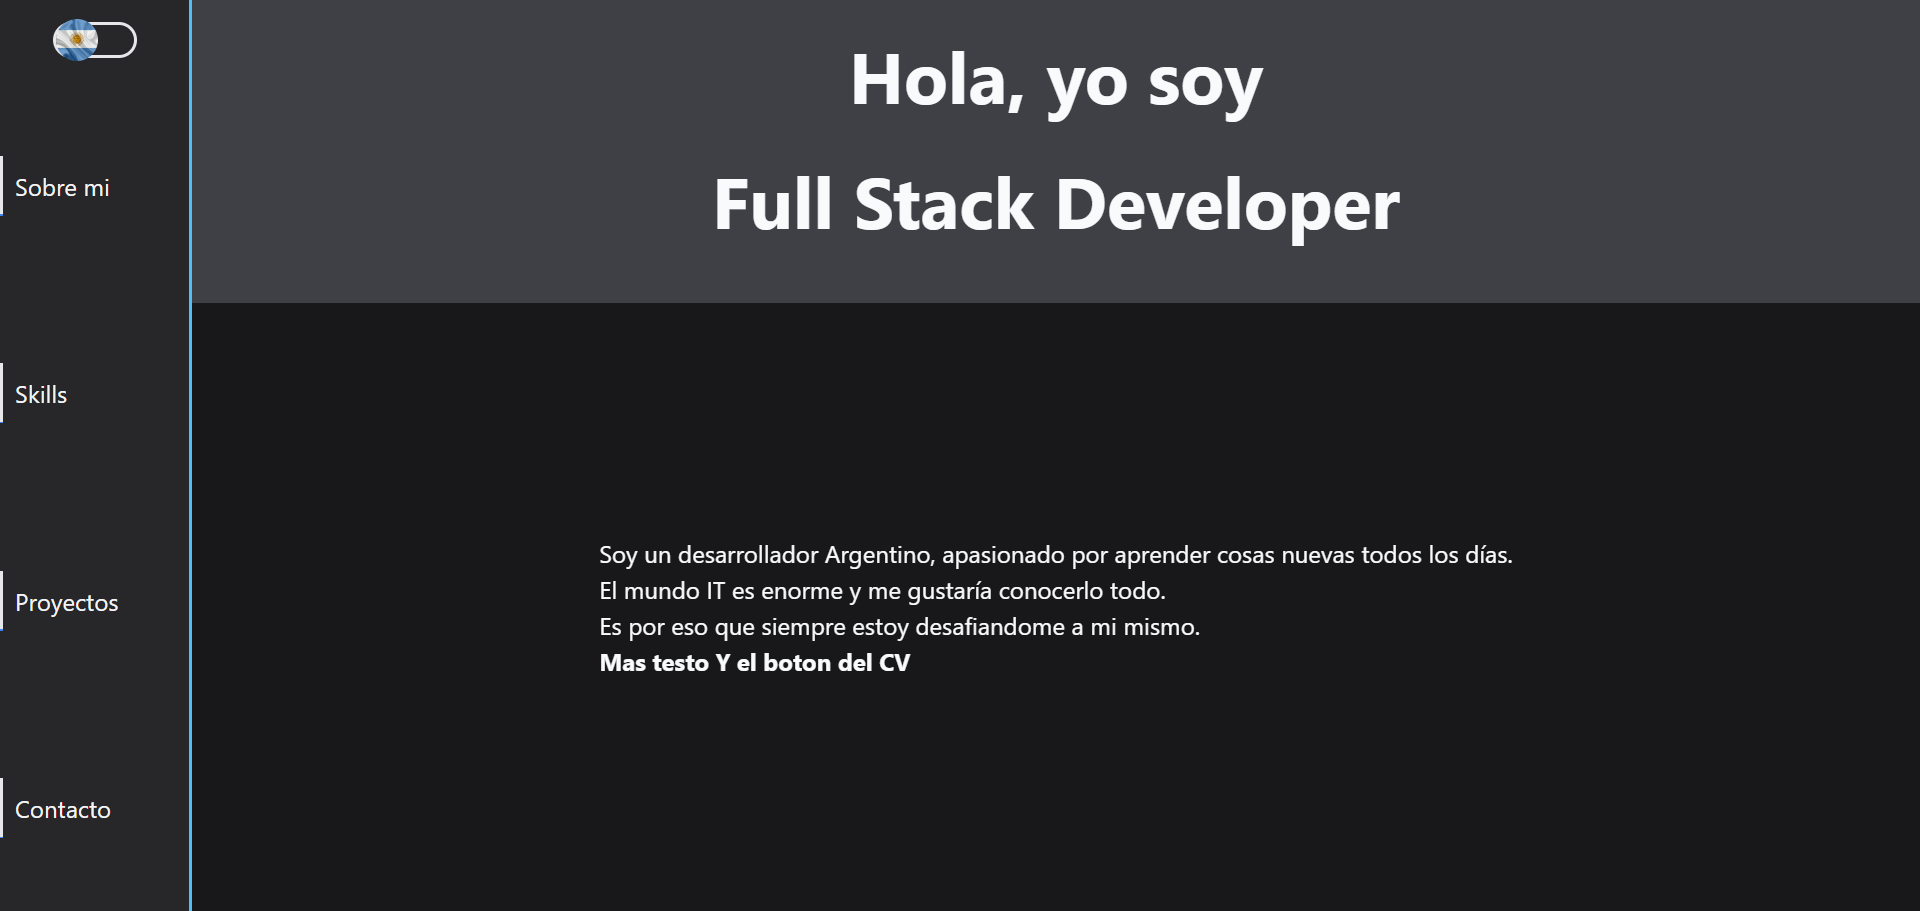 Sobre mi
Skills
Proyectos
Contacto
Hola, yo soy
Full Stack Developer
Soy un desarrollador Argentino, apasionado por aprender cosas nuevas todos los días.
El mundo IT es enorme y me gustaría conocerlo todo.
Es por eso que siempre estoy desafiandome a mi mismo.
Mas testo Y el boton del CV